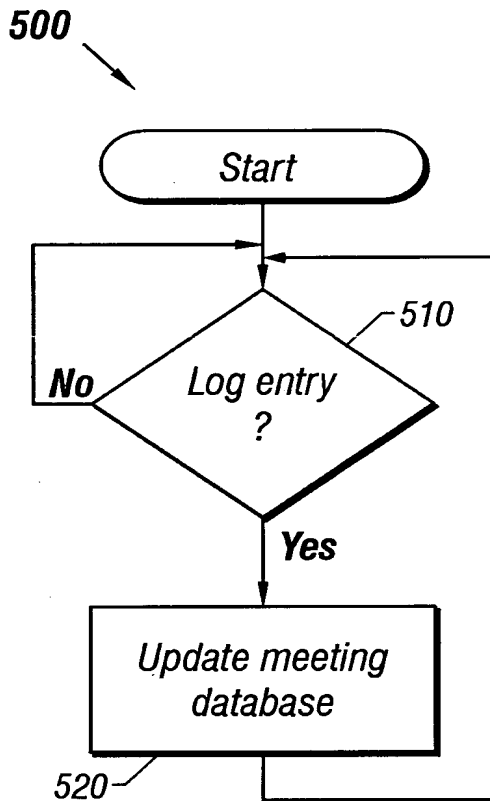 500
Start
510
Log entry
?
No
Yes
Update meeting
database
520